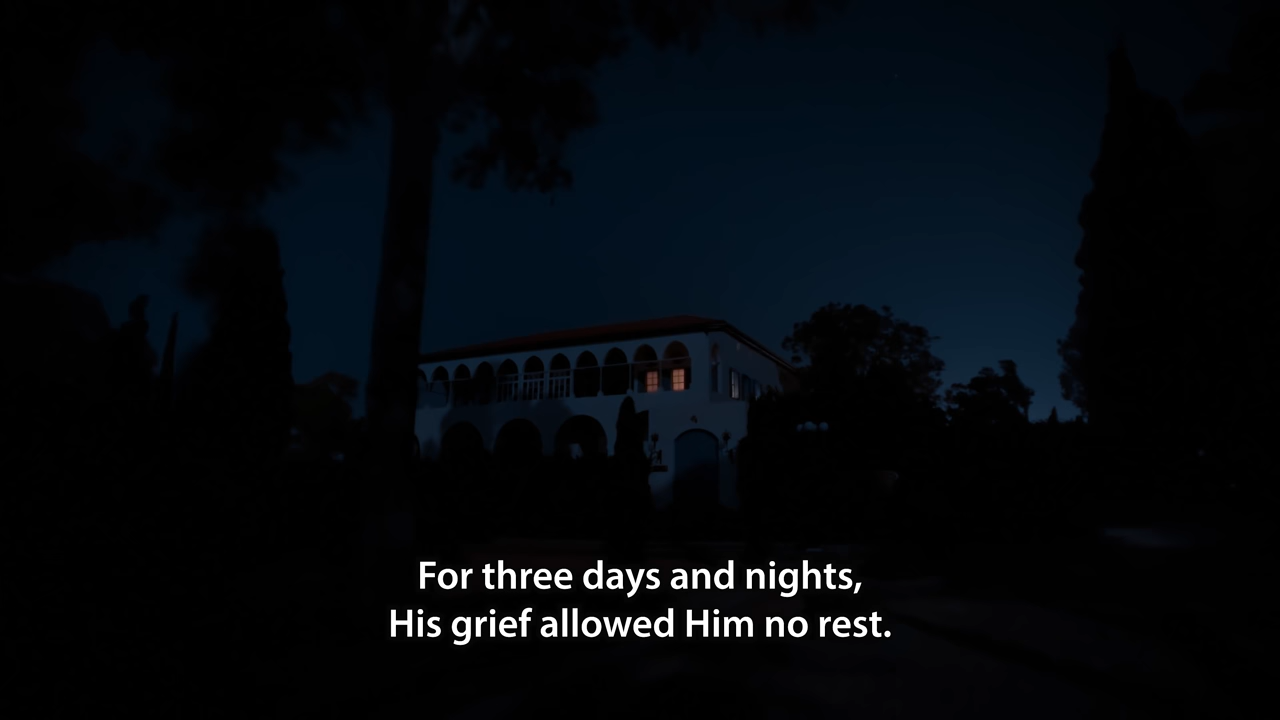 For three days and nights,
His grief allowed Him no rest.